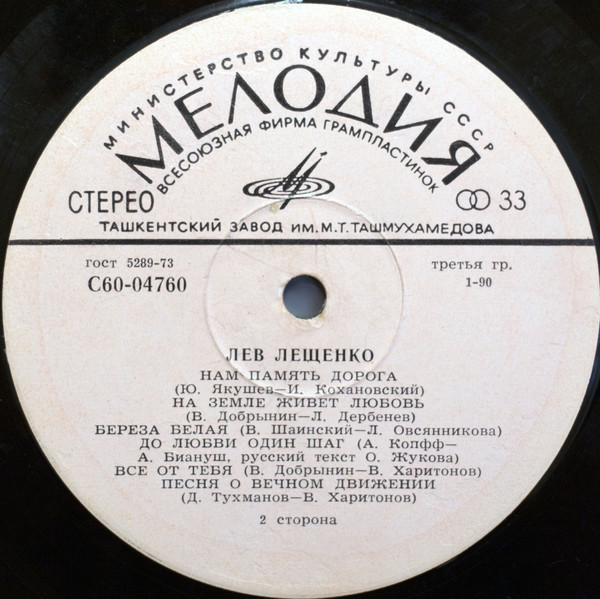 МИНИСТЕРСТВО КУЛЬТУРЫ СССР
МЕЛОДИЯ
ВСЕСОЮЗНАЯ ФИРМА ГРАМПЛАСТИНОК
СТЕРЕО 33
ТАШКЕНТСКИЙ ЗАВОД ИМ. М.Т. ТАШМУХАМЕДОВА
гост 5289-73 третья гр.
С60-04760 1-90
ЛЕВ ЛЕЩЕНКО
НАМ ПАМЯТЬ ДОРОГА
(Ю. Якушев—И. Кохановский)
НА ЗЕМЛЕ ЖИВЕТ ЛЮБОВЬ
(В. Добрынин—Л. Дербенев)
БЕРЕЗА БЕЛАЯ (В. Шаинский—Л. Овсянникова)
ДО ЛЮБВИ ОДИН ШАГ (А. Копфф—
А. Биануш, русский текст О. Жукова)
ВСЕ ОТ ТЕБЯ (В. Добрынин—В. Харитонов)
ПЕСНЯ О ВЕЧНОМ ДВИЖЕНИИ
(Д. Тухманов—В. Харитонов)
2 сторона